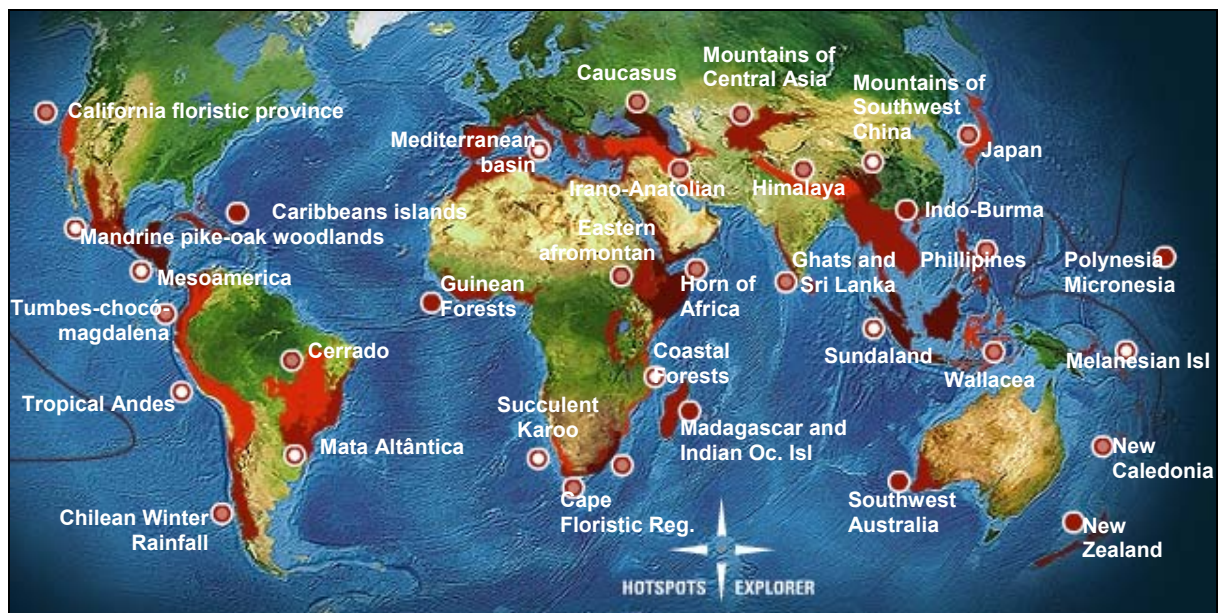 California floristic province
Caucasus
Mountains of
Central Asia
Mountains of
Southwest
China
Mediterranean
basin
Irano-Anatolian
Himalaya
Japan
Caribbeans islands
Mandrine pike-oak woodlands
Eastern
afromontan
Indo-Burma
Mesoamerica
Guinean
Forests
Horn of
Africa
Ghats and
Sri Lanka
Phillipines
Polynesia
Micronesia
Tumbes-chocó-
magdalena
Cerrado
Coastal
Forests
Sundaland
Wallacea
Melanesian Isl
Tropical Andes
Succulent
Karoo
Mata Altântica
Madagascar and
Indian Oc. Isl
New
Caledonia
Chilean Winter
Rainfall
Cape
Floristic Reg.
Southwest
Australia
New
Zealand
HOTSPOTS EXPLORER